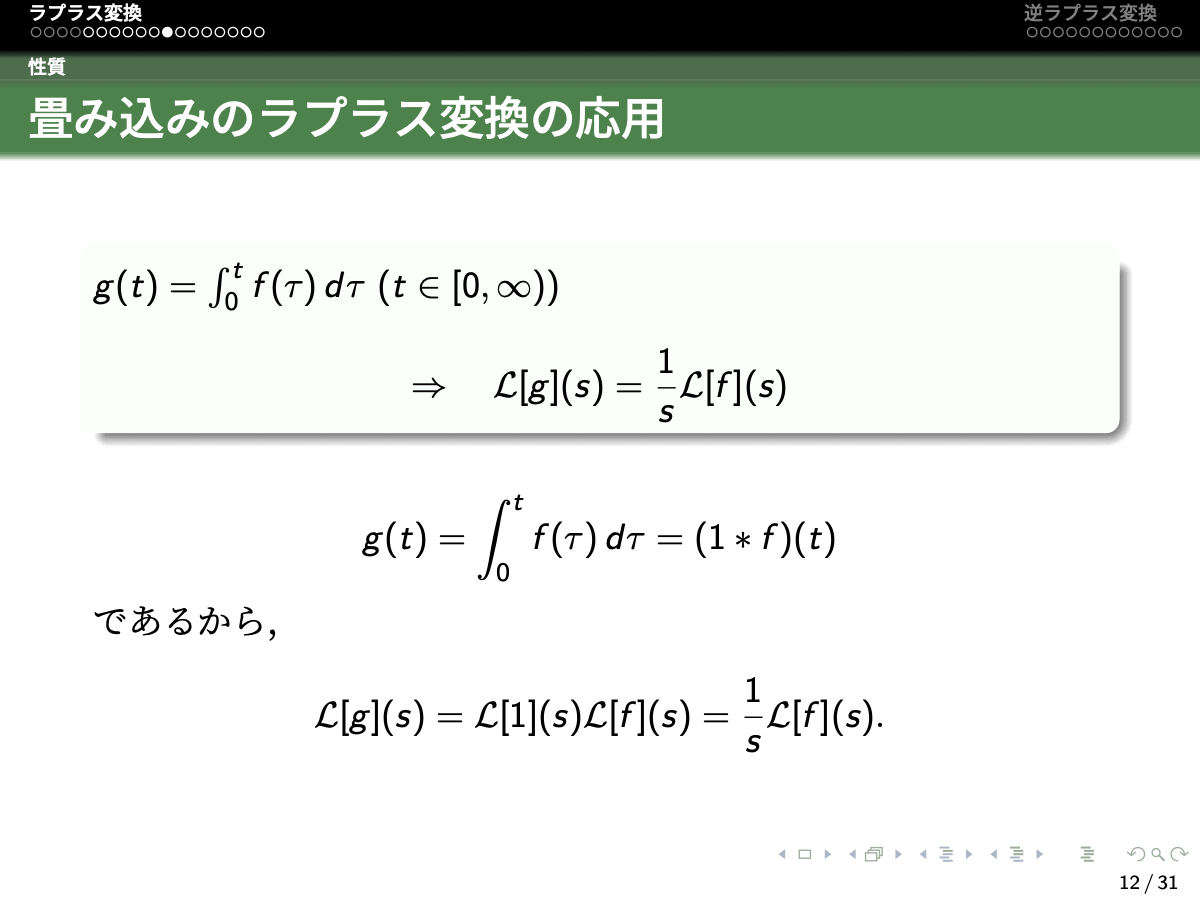 ラプラス変換
逆ラプラス変換
性質
畳み込みのラプラス変換の応用
g(t) = ∫₀ᵗ f(τ) dτ (t ∈ [0, ∞))
⇒ ℒ[g](s) = 1/s ℒ[f](s)
g(t) = ∫₀ᵗ f(τ) dτ = (1 ∗ f)(t)
であるから,
ℒ[g](s) = ℒ[1](s)ℒ[f](s) = 1/s ℒ[f](s).
12 / 31